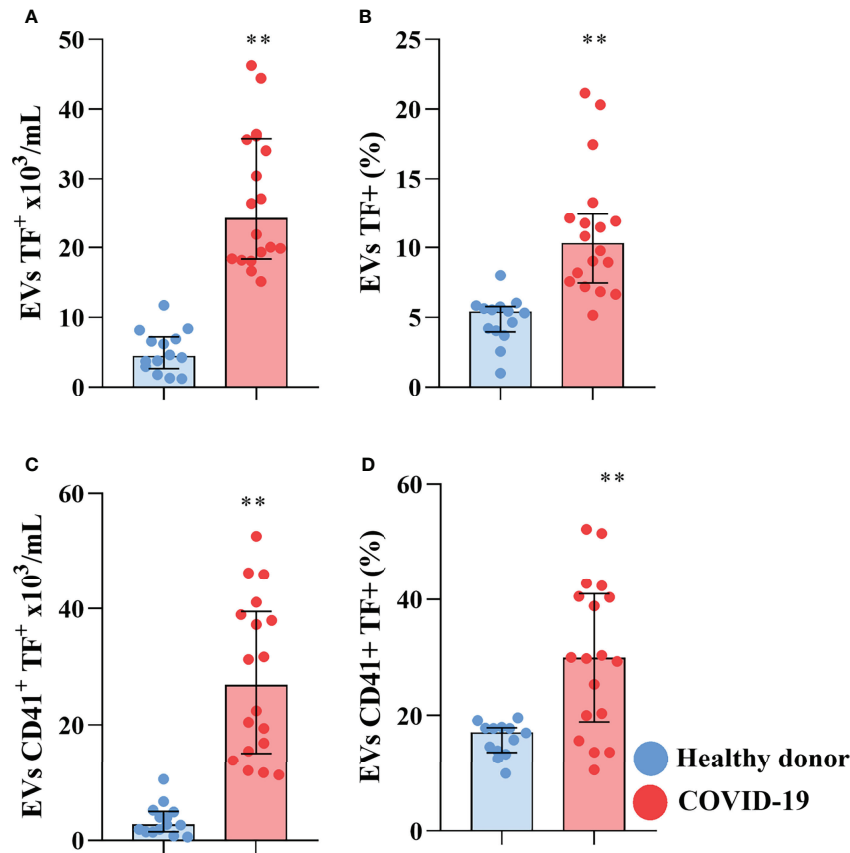 A
EVs TF⁺ x10³/mL
50
40
30
20
10
0
**
B
EVs TF+ (%)
25
20
15
10
5
0
**
C
EVs CD41⁺ TF⁺ x10³/mL
60
40
20
0
**
D
EVs CD41+ TF+ (%)
60
40
20
0
**
Healthy donor
COVID-19